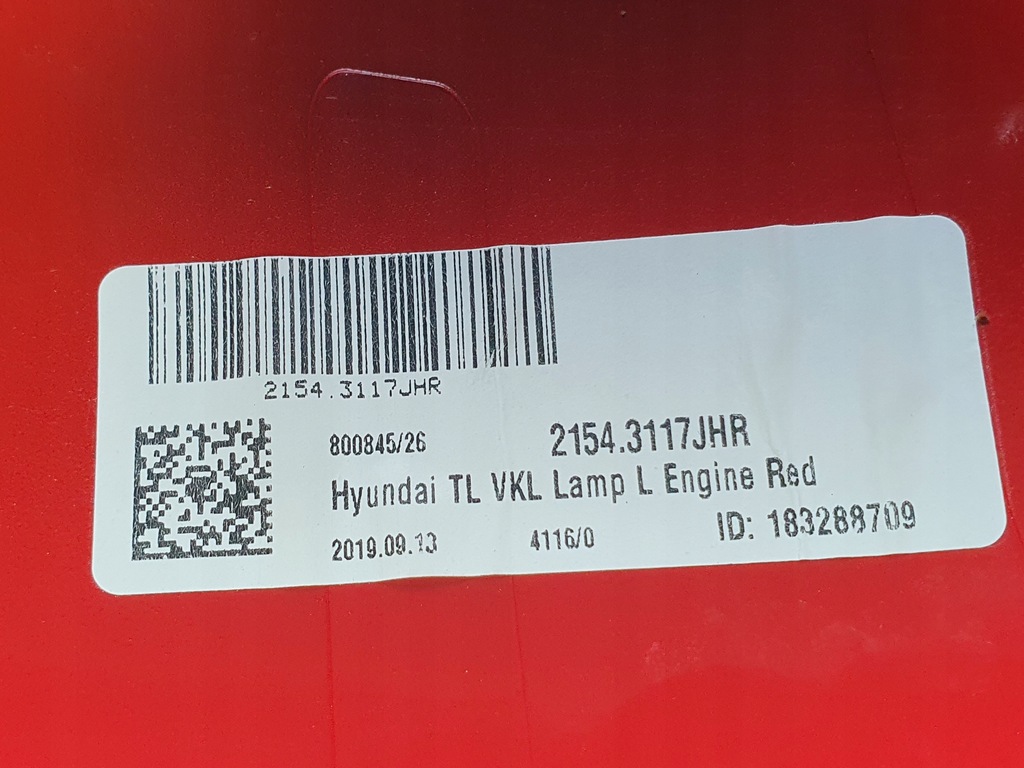 2154.3117JHR
800845/26 2154.3117JHR
Hyundai TL VKL Lamp L Engine Red
2019.09.13 4116/0 ID: 183288709